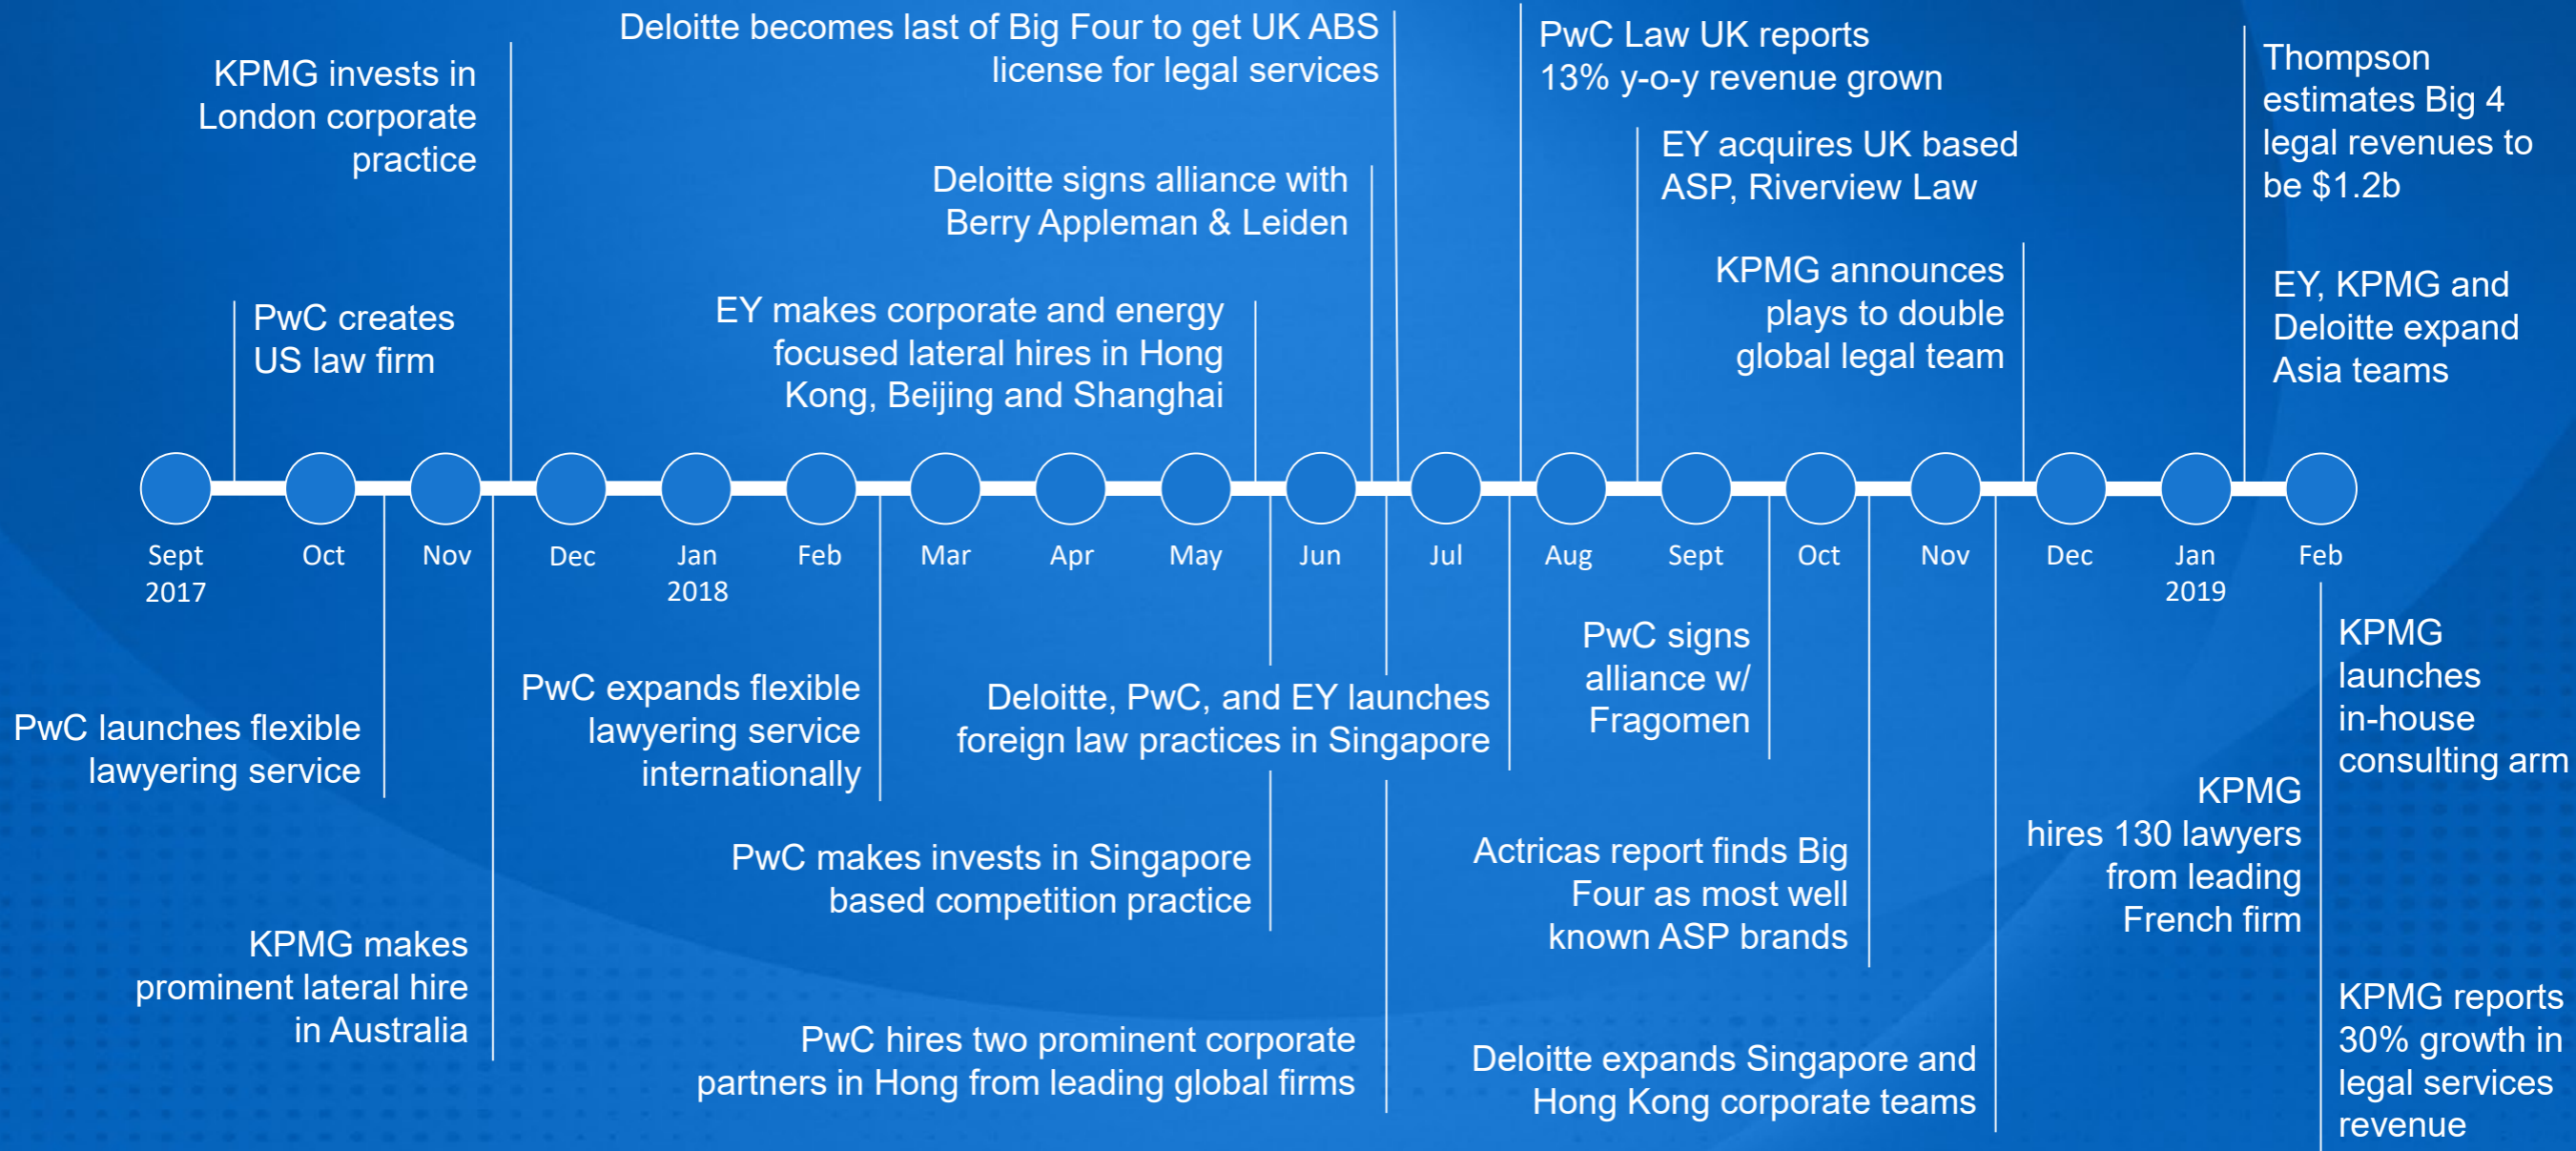 Deloitte becomes last of Big Four to get UK ABS
license for legal services
KPMG invests in
London corporate
practice
PwC Law UK reports
13% y-o-y revenue grown
Thompson
estimates Big 4
legal revenues to
be $1.2b
EY acquires UK based
ASP, Riverview Law
Deloitte signs alliance with
Berry Appleman & Leiden
KPMG announces
plays to double
global legal team
EY, KPMG and
Deloitte expand
Asia teams
PwC creates
US law firm
EY makes corporate and energy
focused lateral hires in Hong
Kong, Beijing and Shanghai
Sept
2017
Oct
Nov
Dec
Jan
2018
Feb
Mar
Apr
May
Jun
Jul
Aug
Sept
Oct
Nov
Dec
Jan
2019
Feb
PwC launches flexible
lawyering service
PwC expands flexible
lawyering service
internationally
Deloitte, PwC, and EY launches
foreign law practices in Singapore
PwC signs
alliance w/
Fragomen
KPMG
launches
in-house
consulting arm
KPMG
hires 130 lawyers
from leading
French firm
PwC makes invests in Singapore
based competition practice
Actricas report finds Big
Four as most well
known ASP brands
KPMG makes
prominent lateral hire
in Australia
PwC hires two prominent corporate
partners in Hong from leading global firms
Deloitte expands Singapore and
Hong Kong corporate teams
KPMG reports
30% growth in
legal services
revenue